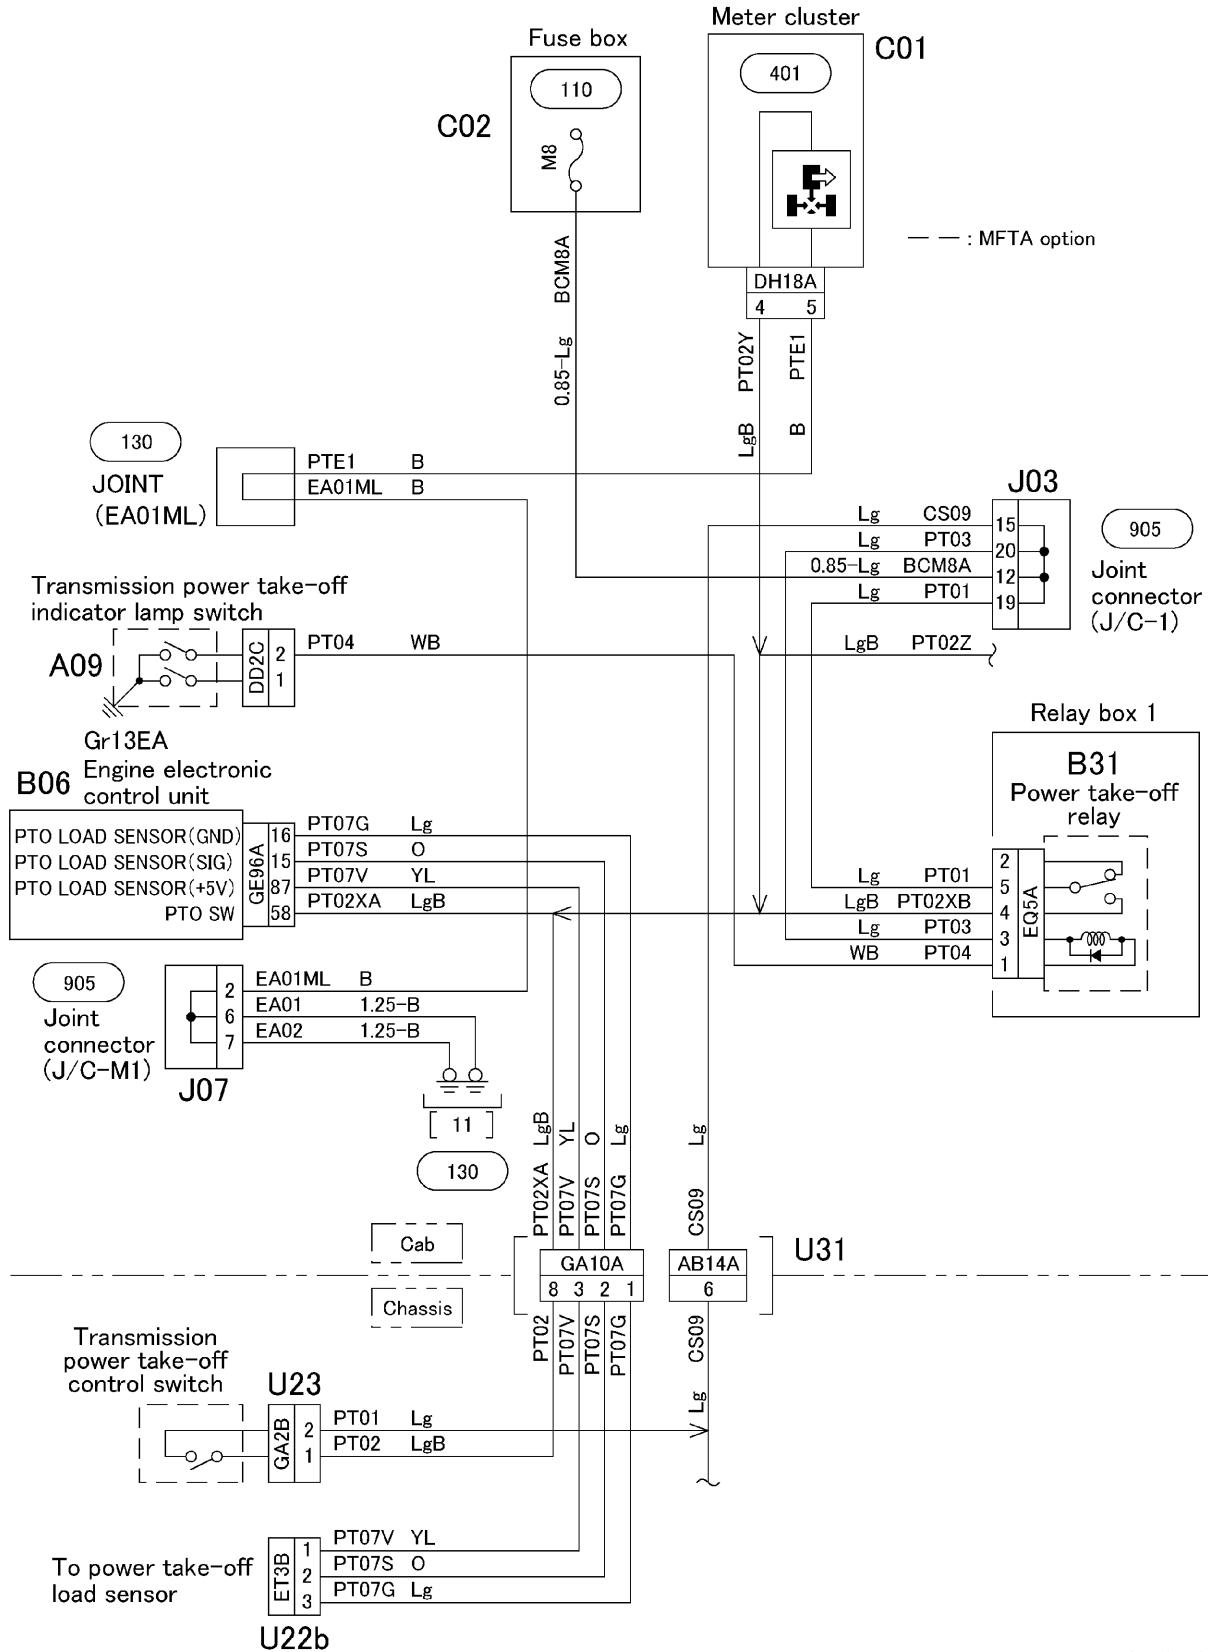 Meter cluster
C01
401
Fuse box
110
C02
M8
— — : MFTA option
DH18A
4 5
BCM8A
0.85-Lg
PT02Y
LgB
PTE1
B
130
JOINT
(EA01ML)
PTE1 B
EA01ML B
J03
905
Joint
connector
(J/C-1)
Lg CS09 15
Lg PT03 20
0.85-Lg BCM8A 12
Lg PT01 19
LgB PT02Z
Transmission power take-off
indicator lamp switch
A09
DD2C
2 PT04 WB
1
Gr13EA
Relay box 1
B31
Power take-off
relay
EQ5A
2
Lg PT01 5
LgB PT02XB 4
Lg PT03 3
WB PT04 1
B06
Engine electronic
control unit
GE96A
PTO LOAD SENSOR(GND) 16 PT07G Lg
PTO LOAD SENSOR(SIG) 15 PT07S O
PTO LOAD SENSOR(+5V) 87 PT07V YL
PTO SW 58 PT02XA LgB
905
Joint
connector
(J/C-M1)
J07
2 EA01ML B
6 EA01 1.25-B
7 EA02 1.25-B
11
130
PT02XA LgB
PT07V YL
PT07S O
PT07G Lg
CS09 Lg
Cab
Chassis
GA10A
8 3 2 1
AB14A
6
U31
PT02
PT07V
PT07S
PT07G
CS09
Lg
Transmission
power take-off
control switch
U23
GA2B
2 PT01 Lg
1 PT02 LgB
To power take-off
load sensor
ET3B
1 PT07V YL
2 PT07S O
3 PT07G Lg
U22b